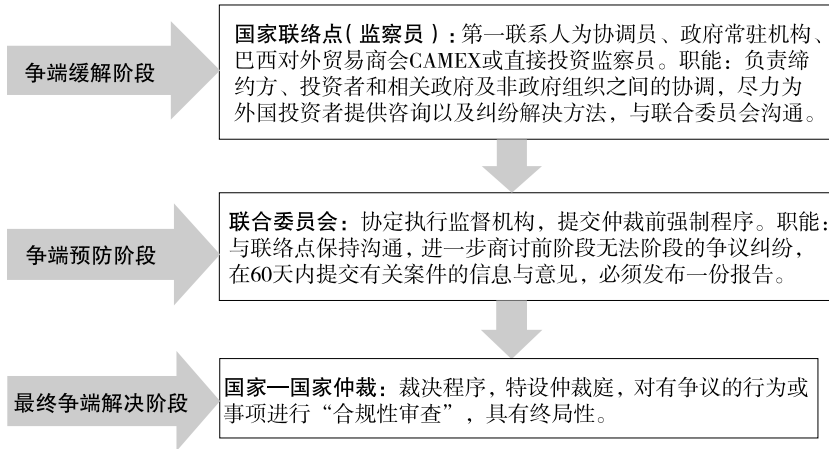 争端缓解阶段
国家联络点(监察员):第一联系人为协调员、政府常驻机构、
巴西对外贸易商会CAMEX或直接投资监察员。职能:负责缔
约方、投资者和相关政府及非政府组织之间的协调,尽力为
外国投资者提供咨询以及纠纷解决方法,与联合委员会沟通。
争端预防阶段
联合委员会:协定执行监督机构,提交仲裁前强制程序。职能:
与联络点保持沟通,进一步商讨前阶段无法阶段的争议纠纷,
在60天内提交有关案件的信息与意见,必须发布一份报告。
最终争端解决阶段
国家—国家仲裁:裁决程序,特设仲裁庭,对有争议的行为或
事项进行“合规性审查”,具有终局性。